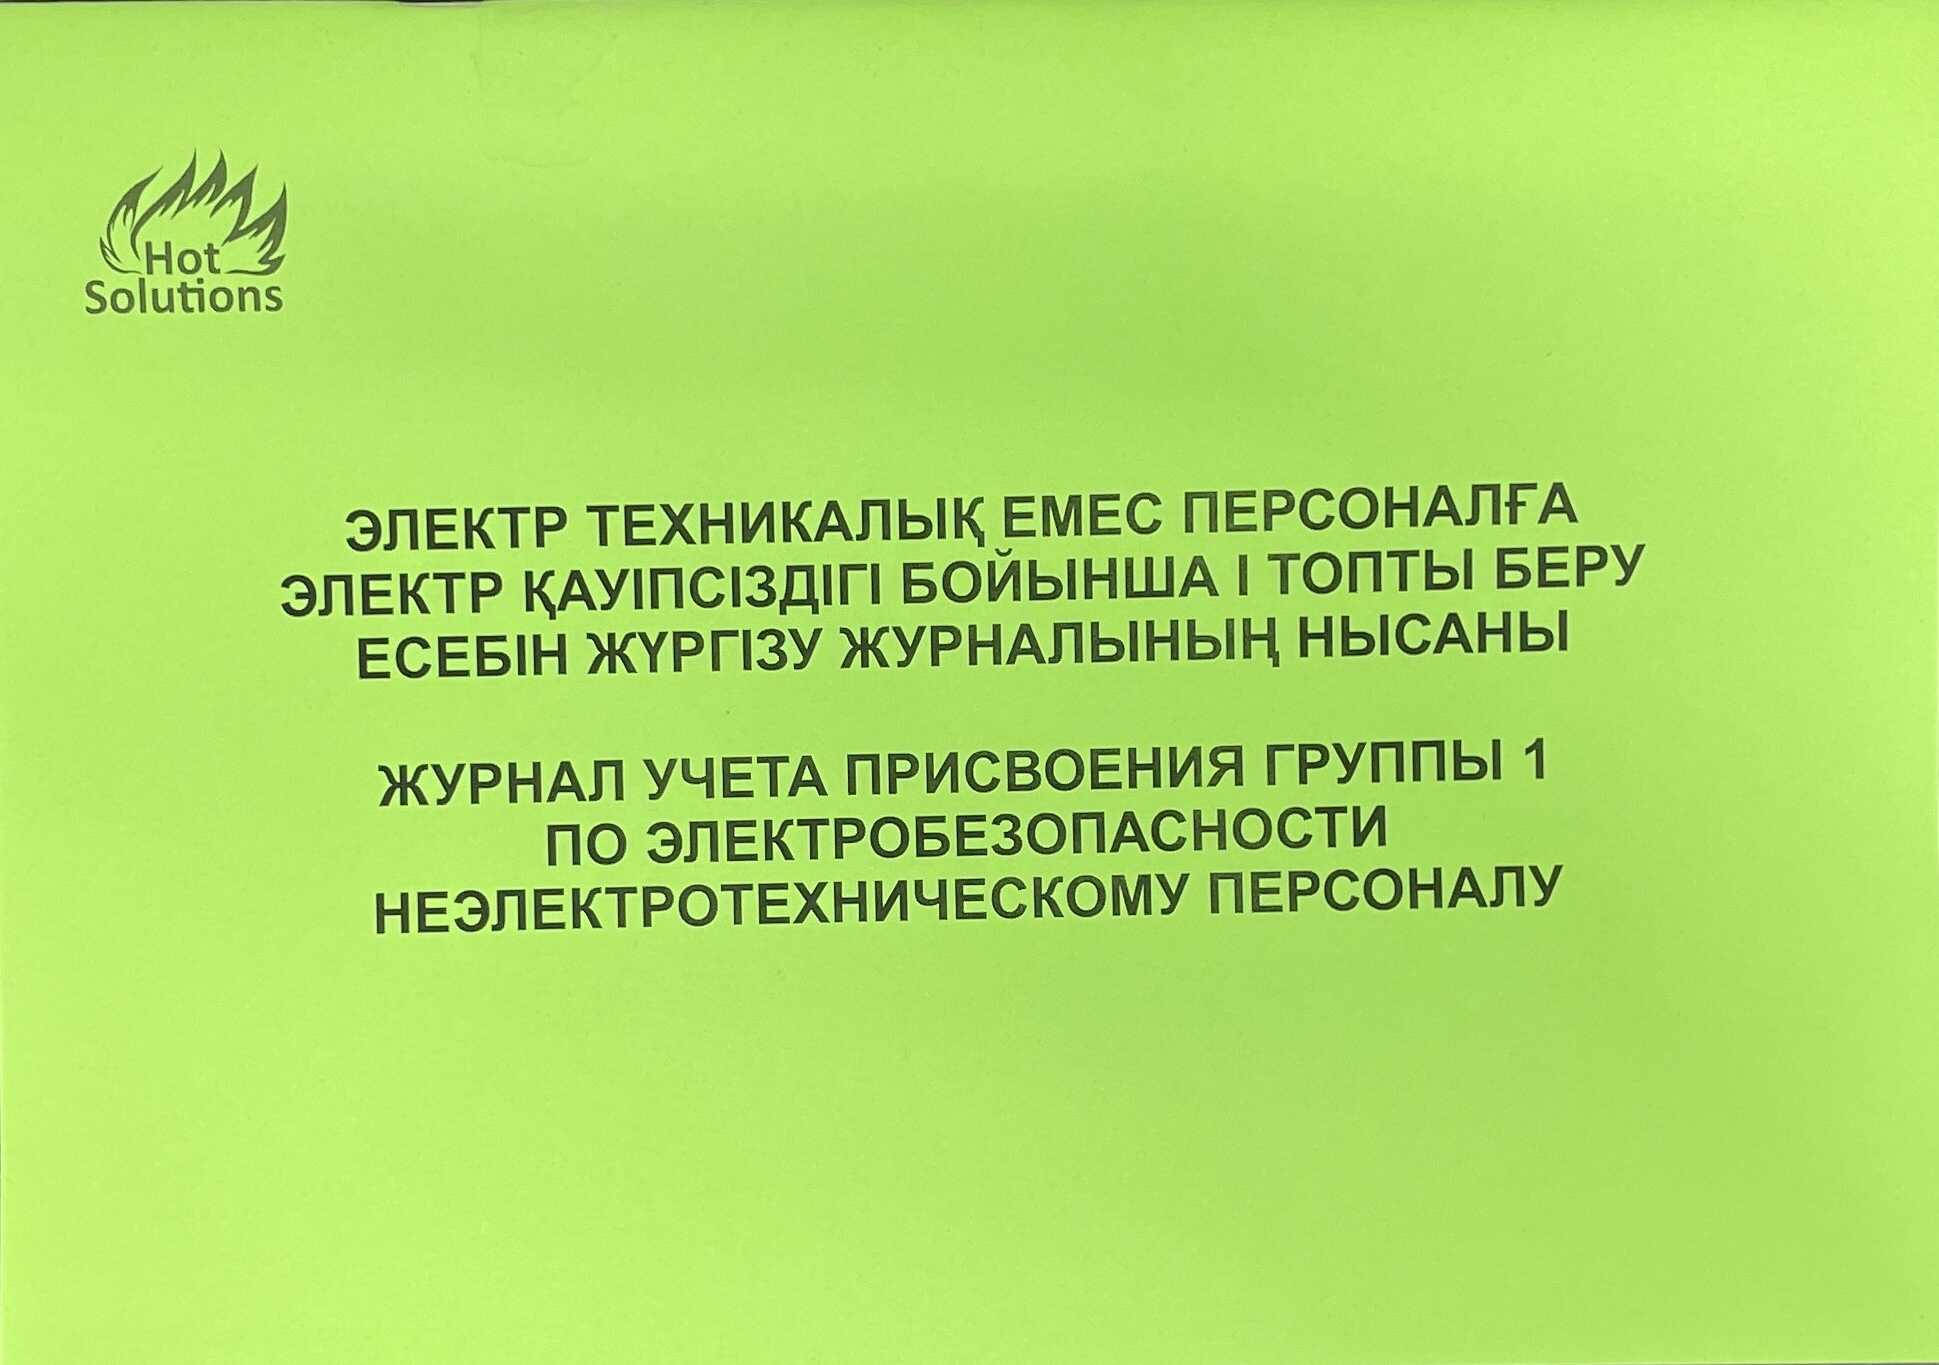 Hot
Solutions
ЭЛЕКТР ТЕХНИКАЛЫҚ ЕМЕС ПЕРСОНАЛҒА
ЭЛЕКТР ҚАУІПСІЗДІГІ БОЙЫНША І ТОПТЫ БЕРУ
ЕСЕБІН ЖҮРГІЗУ ЖУРНАЛЫНЫҢ НЫСАНЫ
ЖУРНАЛ УЧЕТА ПРИСВОЕНИЯ ГРУППЫ 1
ПО ЭЛЕКТРОБЕЗОПАСНОСТИ
НЕЭЛЕКТРОТЕХНИЧЕСКОМУ ПЕРСОНАЛУ